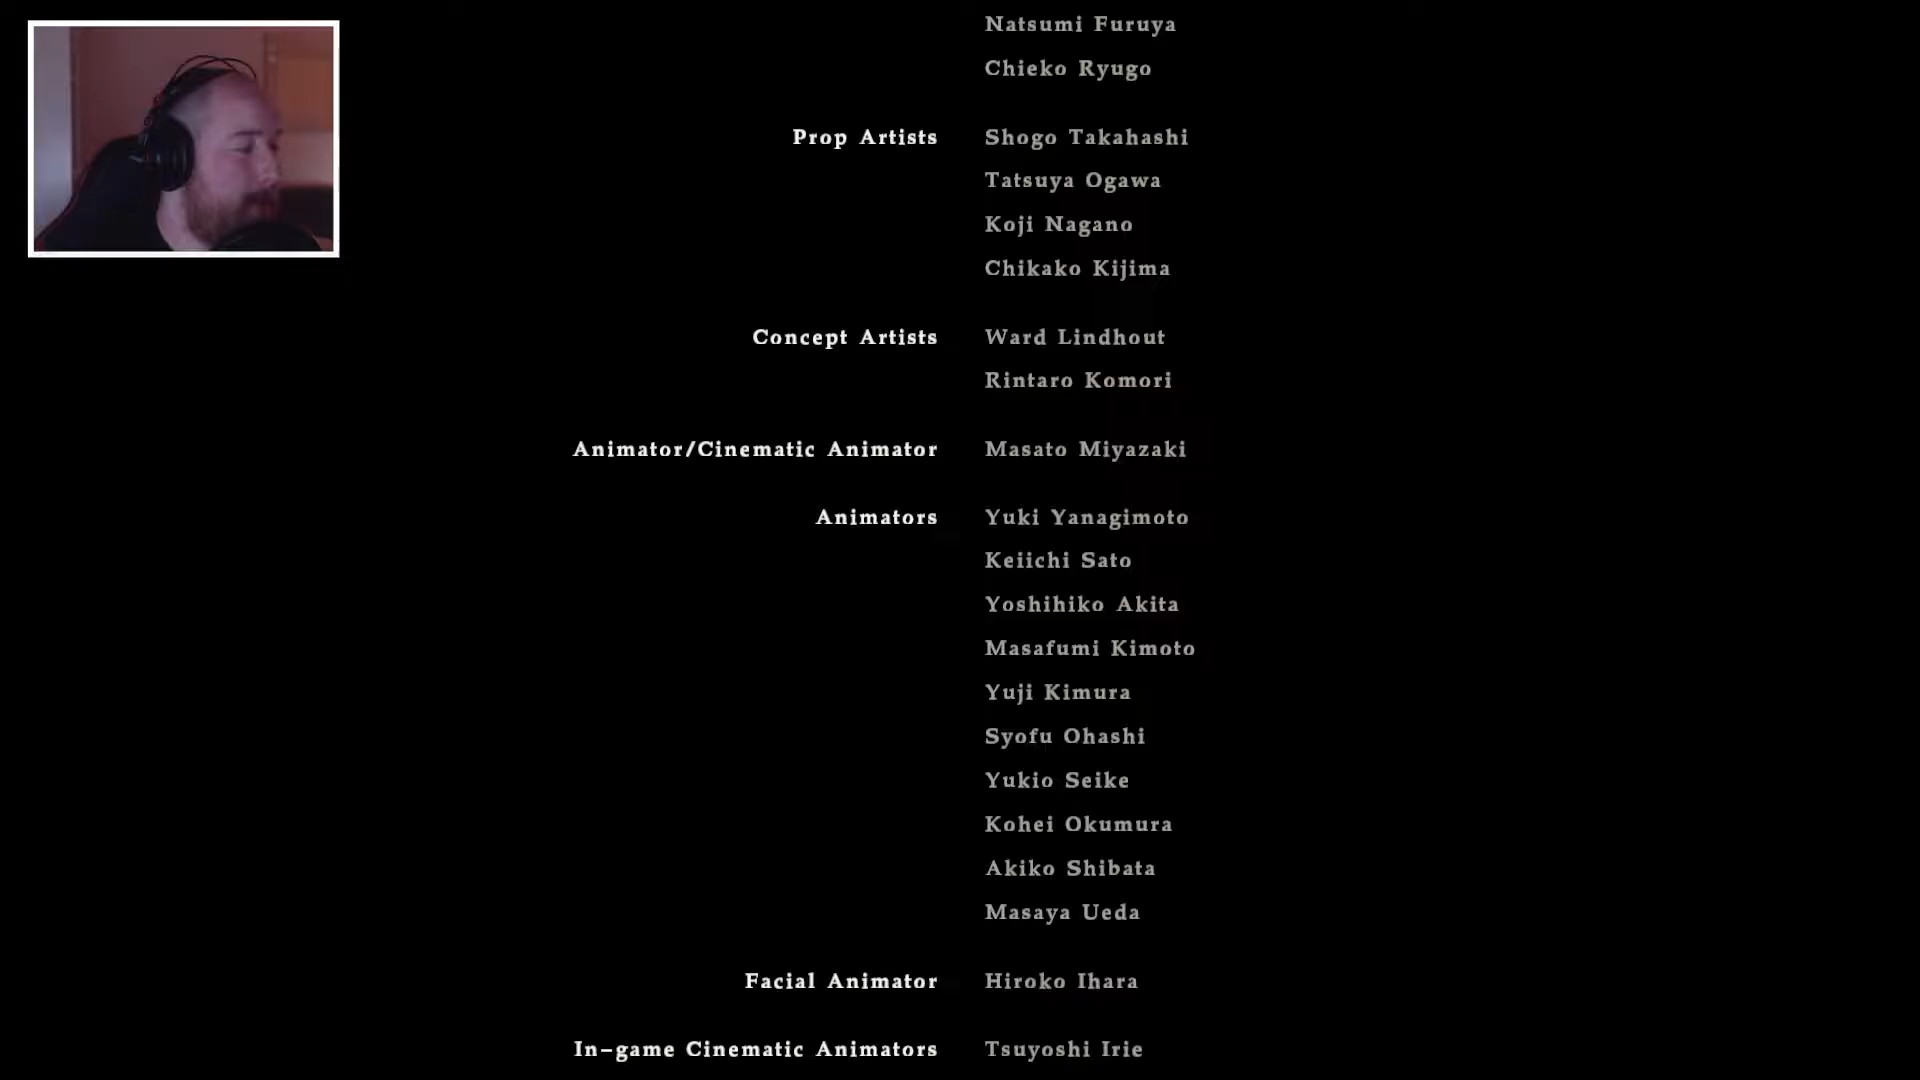 Natsumi Furuya
Chieko Ryugo
Prop Artists Shogo Takahashi
Tatsuya Ogawa
Koji Nagano
Chikako Kijima
Concept Artists Ward Lindhout
Rintaro Komori
Animator/Cinematic Animator Masato Miyazaki
Animators Yuki Yanagimoto
Keiichi Sato
Yoshihiko Akita
Masafumi Kimoto
Yuji Kimura
Syofu Ohashi
Yukio Seike
Kohei Okumura
Akiko Shibata
Masaya Ueda
Facial Animator Hiroko Ihara
In-game Cinematic Animators Tsuyoshi Irie